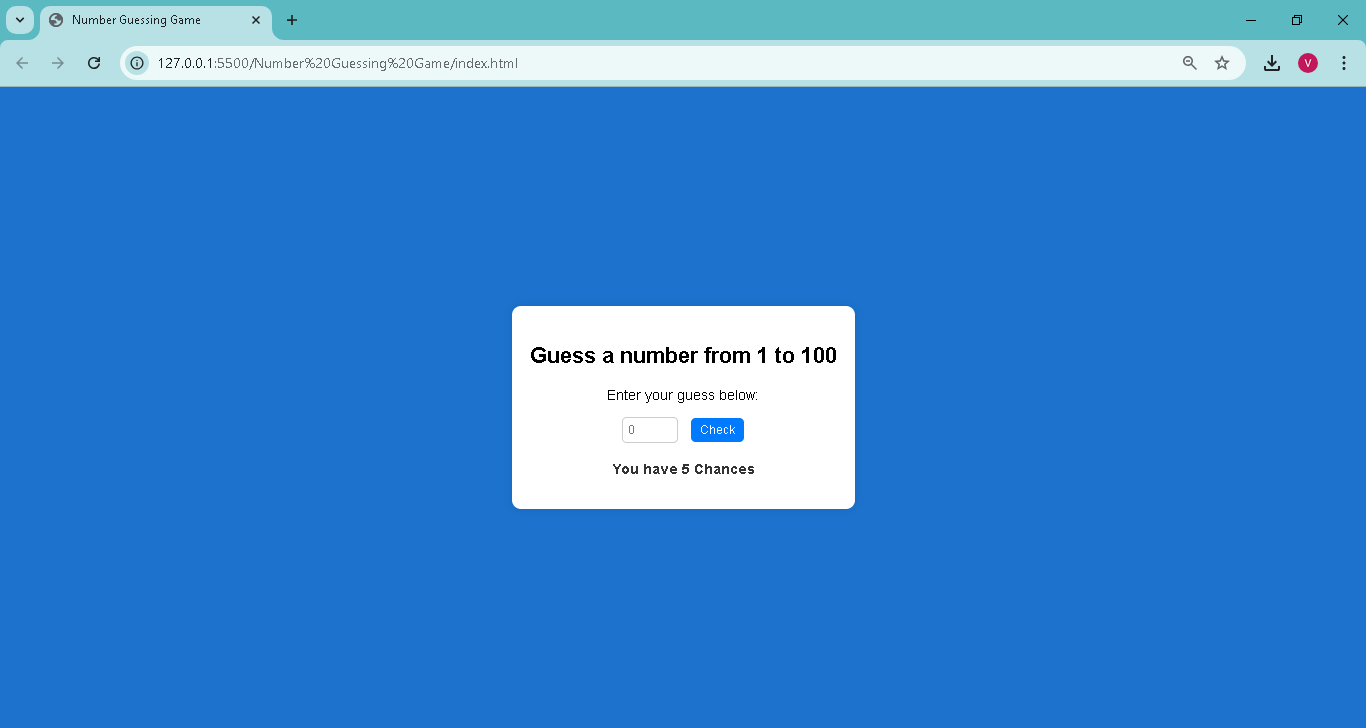 Number Guessing Game
127.0.0.1:5500/Number%20Guessing%20Game/index.html
V
Guess a number from 1 to 100
Enter your guess below:
0
Check
You have 5 Chances